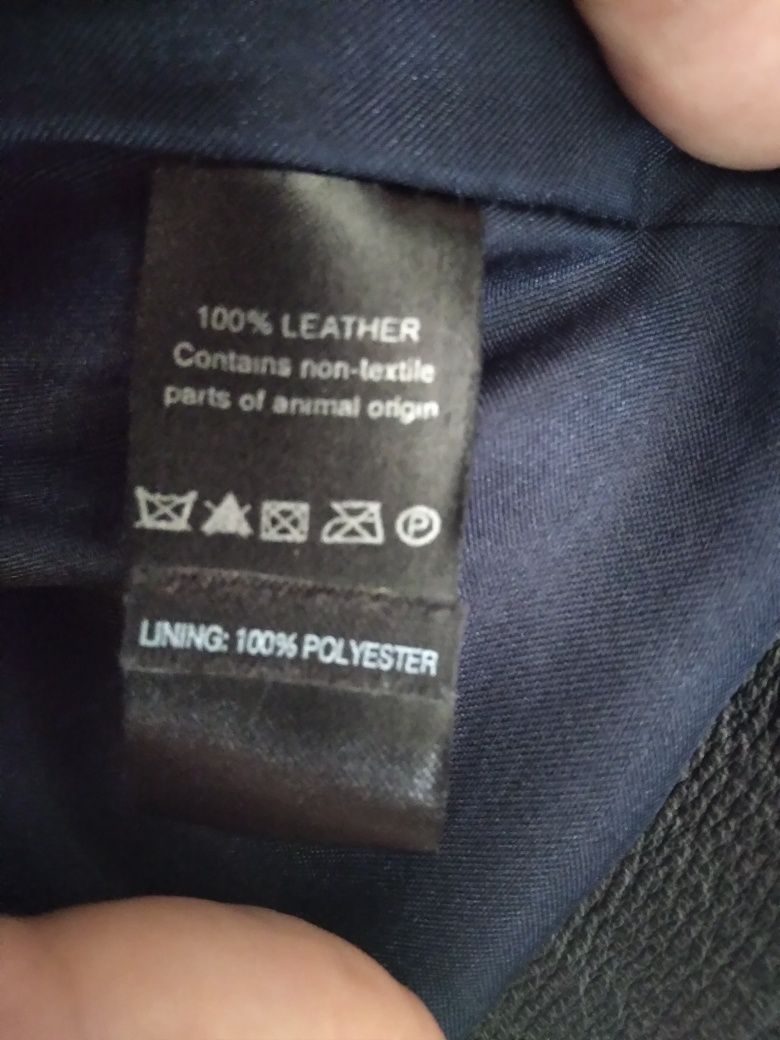 100% LEATHER
Contains non-textile
parts of animal origin
P
LINING: 100% POLYESTER